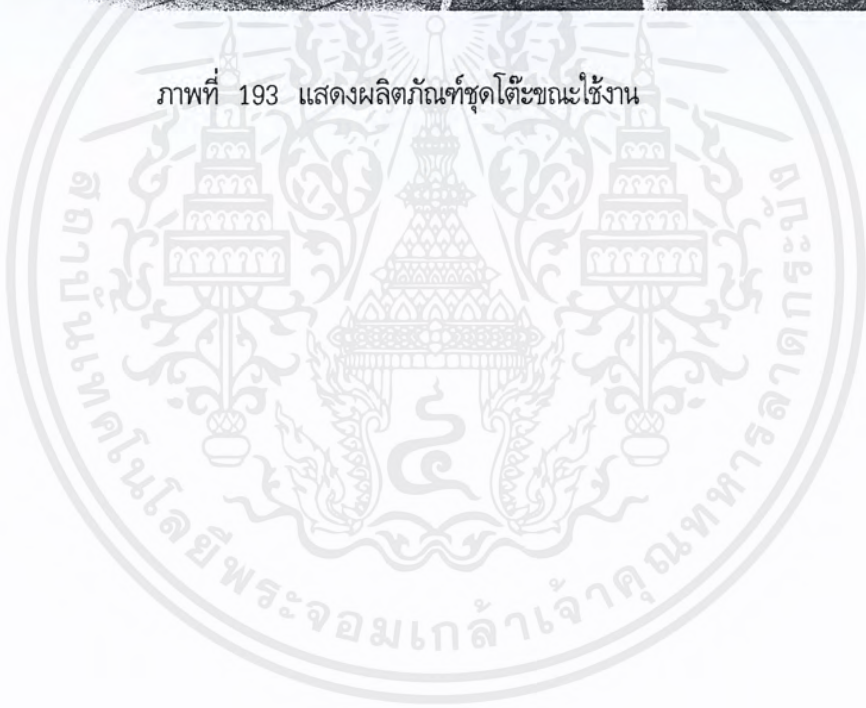 ภาพที่ 193 แสดงผลิตภัณฑ์ชุดโต๊ะขณะใช้งาน
สถาบันเทคโนโลยีพระจอมเกล้าเจ้าคุณทหารลาดกระบัง
๔